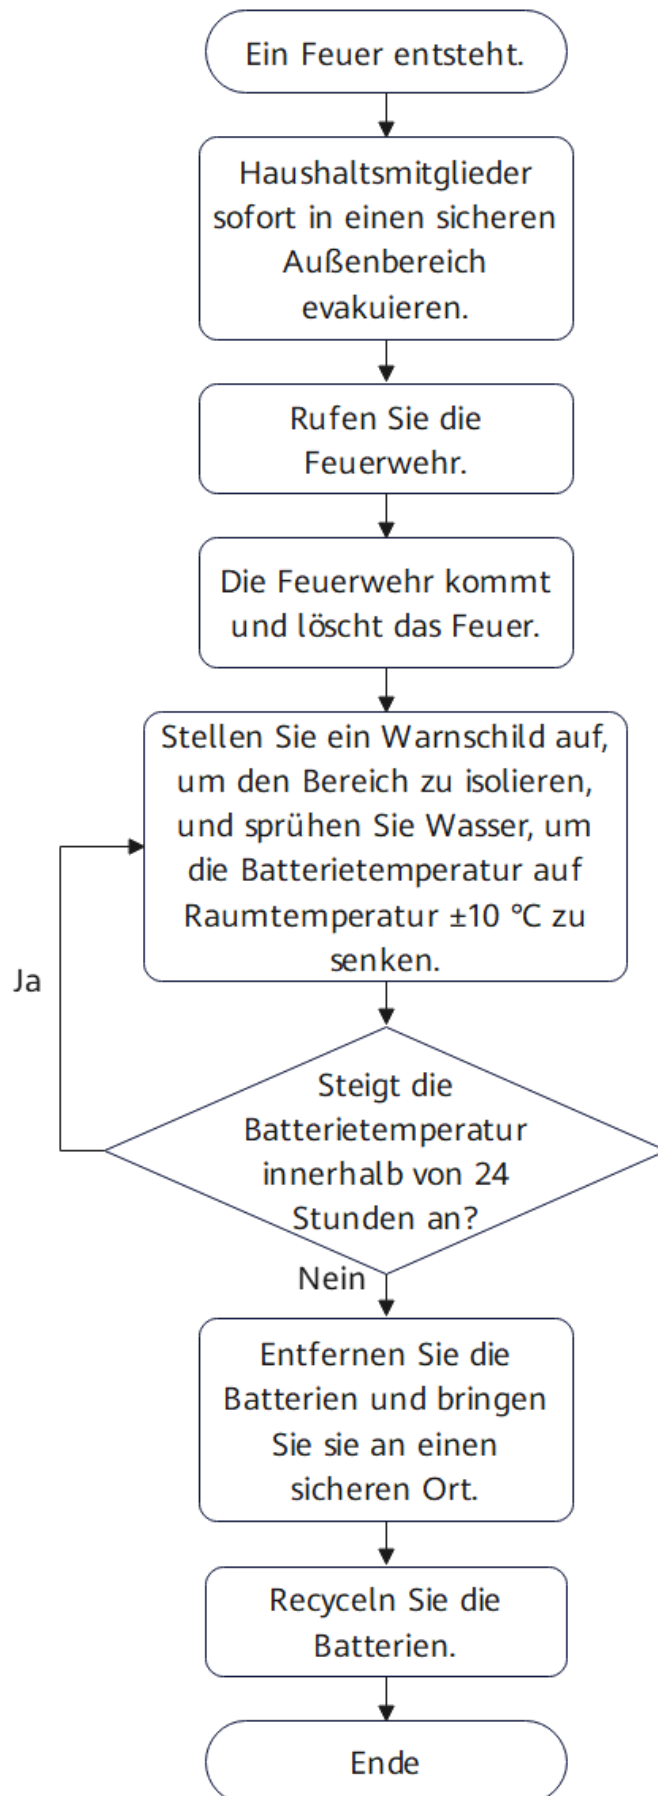 Ein Feuer entsteht.
Haushaltsmitglieder
sofort in einen sicheren
Außenbereich
evakuieren.
Rufen Sie die
Feuerwehr.
Die Feuerwehr kommt
und löscht das Feuer.
Stellen Sie ein Warnschild auf,
um den Bereich zu isolieren,
und sprühen Sie Wasser, um
die Batterietemperatur auf
Raumtemperatur ±10 °C zu
senken.
Ja
Steigt die
Batterietemperatur
innerhalb von 24
Stunden an?
Nein
Entfernen Sie die
Batterien und bringen
Sie sie an einen
sicheren Ort.
Recyceln Sie die
Batterien.
Ende